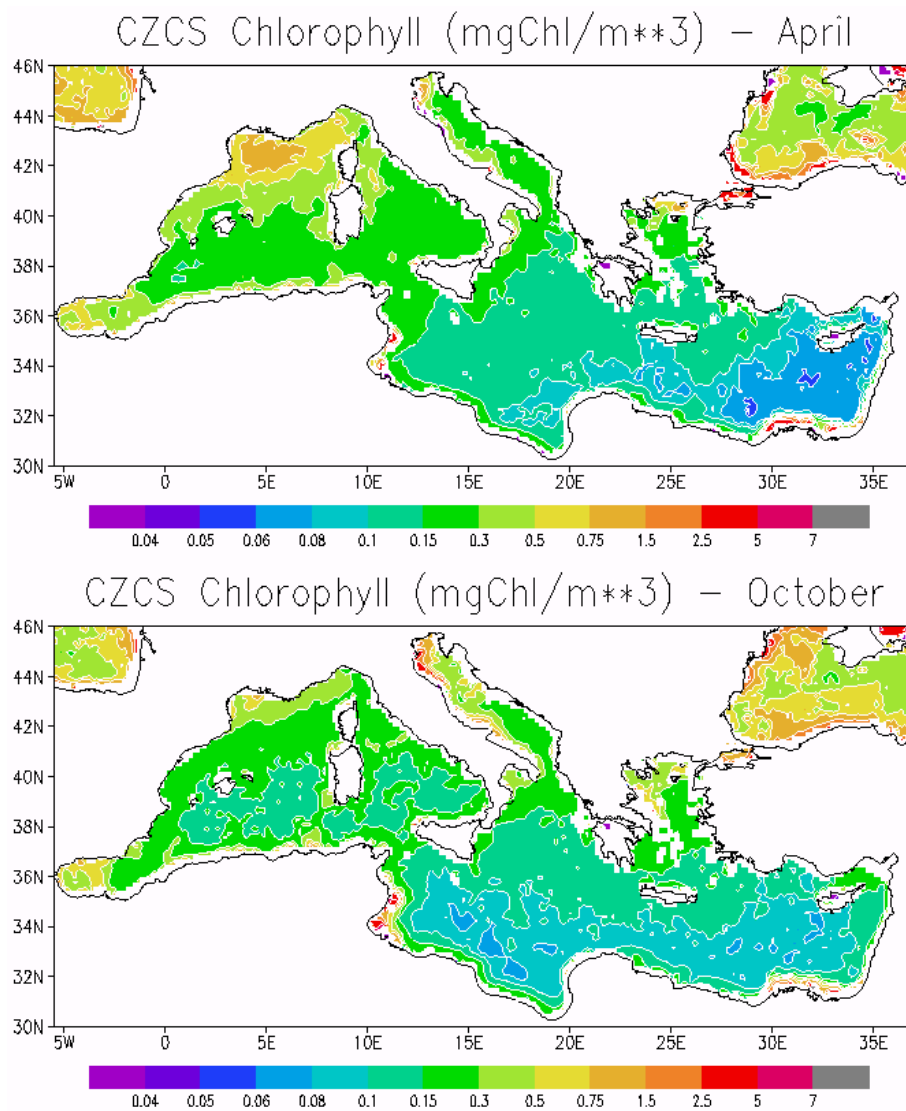 CZCS Chlorophyll (mgChl/m**3) – April
46N
44N
42N
40N
38N
36N
34N
32N
30N
5W 0 5E 10E 15E 20E 25E 30E 35E
0.04 0.05 0.06 0.08 0.1 0.15 0.3 0.5 0.75 1.5 2.5 5 7
CZCS Chlorophyll (mgChl/m**3) – October
46N
44N
42N
40N
38N
36N
34N
32N
30N
5W 0 5E 10E 15E 20E 25E 30E 35E
0.04 0.05 0.06 0.08 0.1 0.15 0.3 0.5 0.75 1.5 2.5 5 7